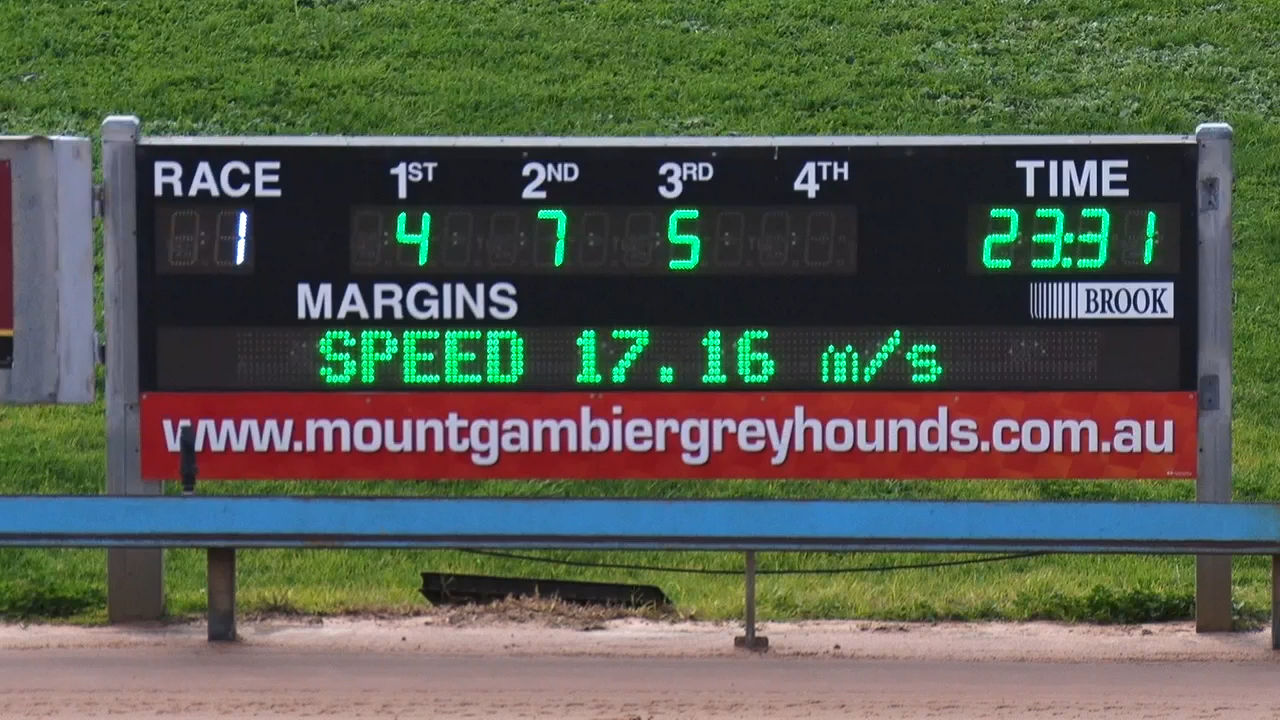 RACE 1ST 2ND 3RD 4TH TIME
1 4 7 5 23:31
MARGINS BROOK
SPEED 17.16 m/s
www.mountgambiergreyhounds.com.au